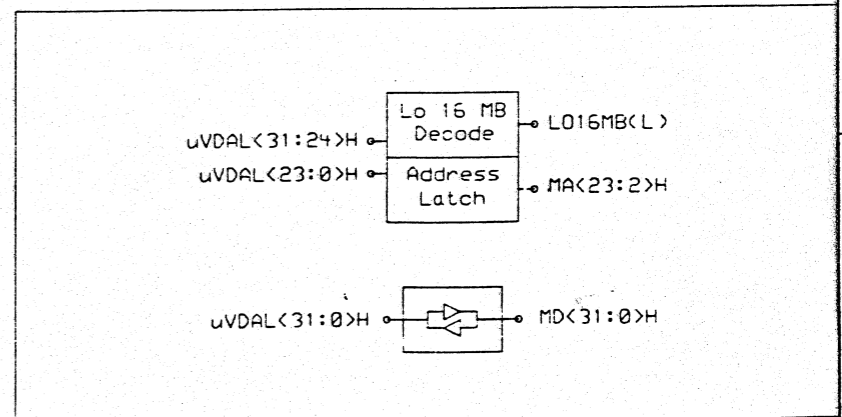 Lo 16 MB
Decode
LO16MB(L)
uVDAL<31:24>H
uVDAL<23:0>H
Address
Latch
MA<23:2>H
uVDAL<31:0>H
MD<31:0>H